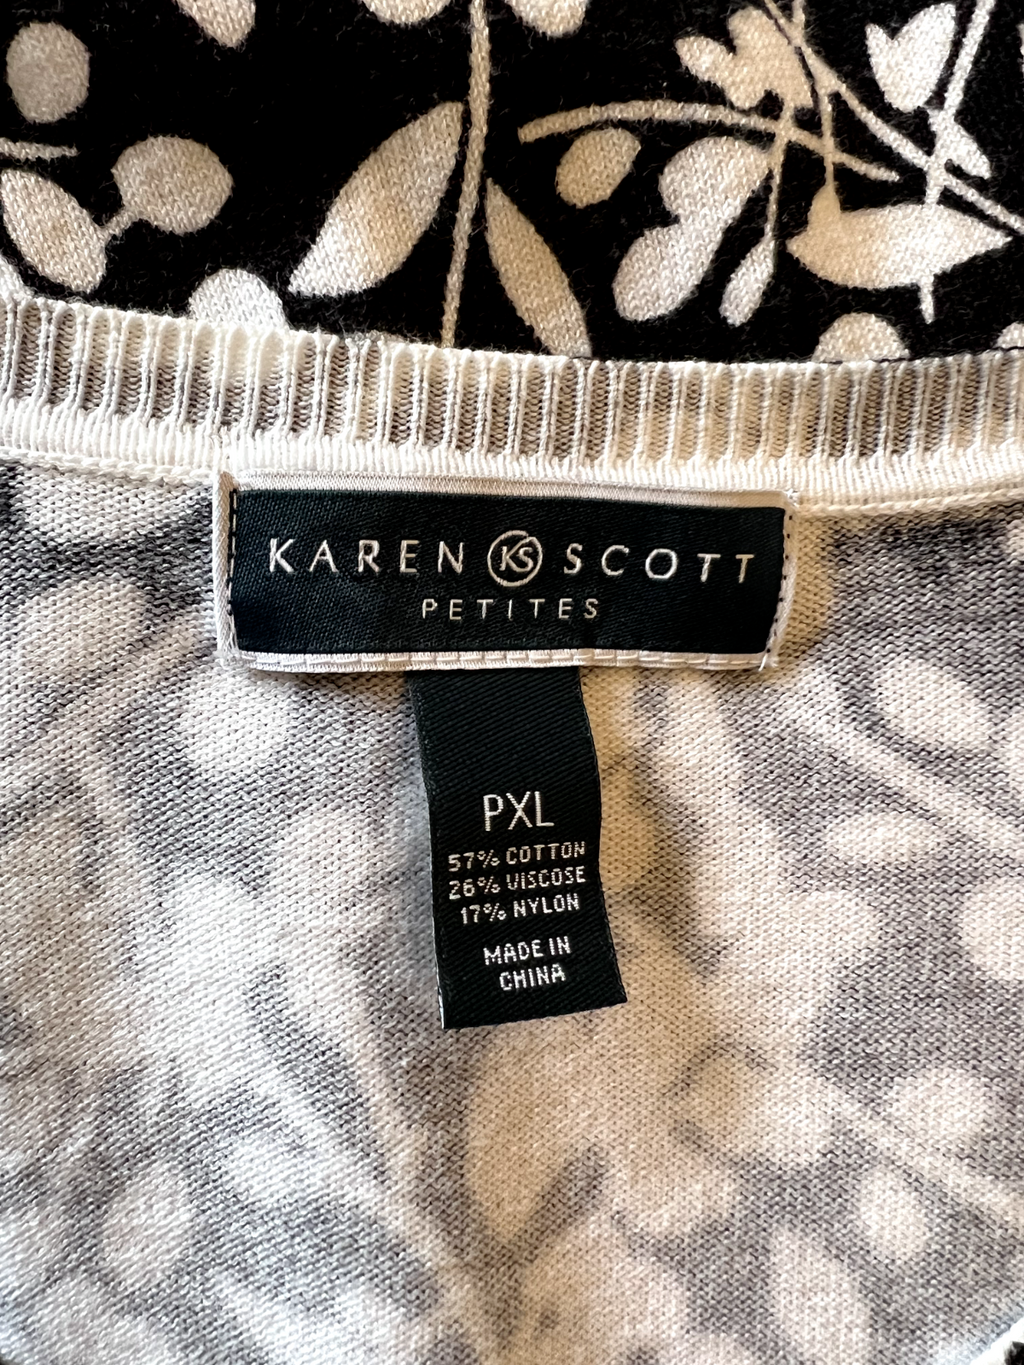 KAREN KS SCOTT
PETITES
PXL
57% COTTON
26% VISCOSE
17% NYLON
MADE IN
CHINA